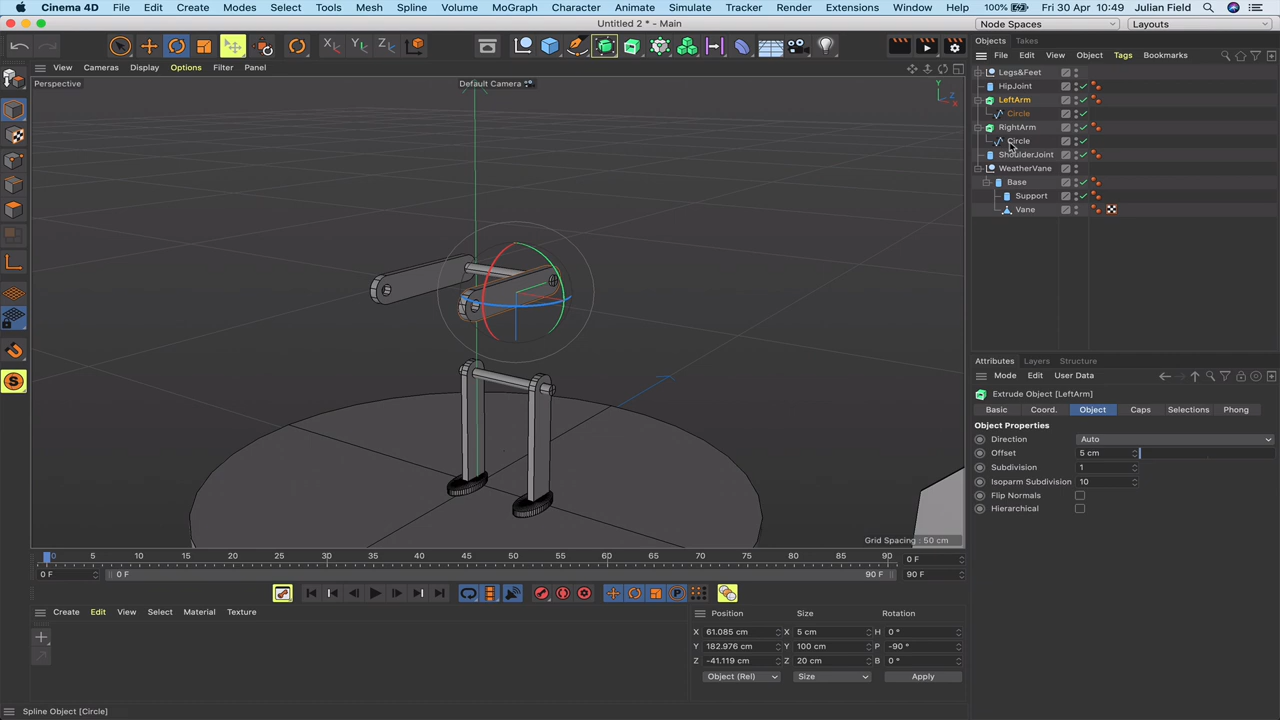 Cinema 4D File Edit Create Modes Select Tools Mesh Spline Volume MoGraph Character Animate Simulate Tracker Render Extensions Window Help 100% Fri 30 Apr 10:49 Julian Field
Untitled 2 * - Main Node Spaces Layouts
X Y Z
Objects Takes
File Edit Object Tags Bookmarks
View Cameras Display Options Filter Panel
Perspective Default Camera
Y Z X
Legs&Feet
HipJoint
LeftArm
Circle
RightArm
Circle
ShoulderJoint
WeatherVane
Base
Support
Vane
S
Grid Spacing : 50 cm
Attributes Layers Structure
Mode Edit User Data
Extrude Object [LeftArm]
Basic Coord. Object Caps Selections Phong
Object Properties
Direction Auto
Offset 5 cm
Subdivision 1
Isoparm Subdivision 10
Flip Normals
Hierarchical
0 5 10 15 20 25 30 35 40 45 50 55 60 65 70 75 80 85 90 0 F
0 F 0 F 90 F 90 F
P
Create Edit View Select Material Texture
Position Size Rotation
X 61.085 cm X 5 cm H 0 °
Y 182.976 cm Y 100 cm P -90 °
Z -41.119 cm Z 20 cm B 0 °
Object (Rel) Size Apply
Spline Object [Circle]